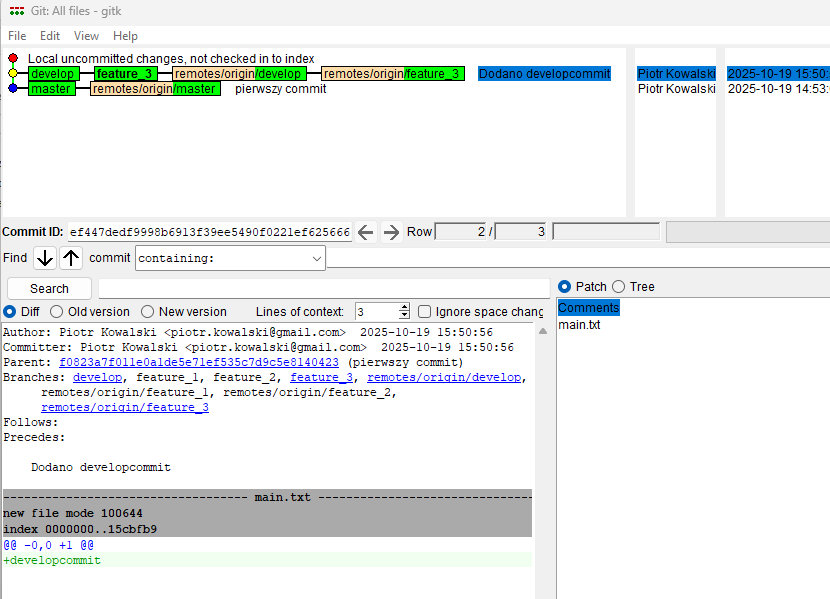 Git: All files - gitk
File Edit View Help
Local uncommitted changes, not checked in to index
develop feature_3 remotes/origin/develop remotes/origin/feature_3 Dodano developcommit Piotr Kowalski 2025-10-19 15:50:
master remotes/origin/master pierwszy commit Piotr Kowalski 2025-10-19 14:53:
Commit ID: ef447dedf9998b6913f39ee5490f0221ef625666 Row 2 / 3
Find commit containing:
Search
Diff Old version New version Lines of context: 3 Ignore space chang
Patch Tree
Comments
main.txt
Author: Piotr Kowalski <piotr.kowalski@gmail.com> 2025-10-19 15:50:56
Committer: Piotr Kowalski <piotr.kowalski@gmail.com> 2025-10-19 15:50:56
Parent: f0823a7f011e0a1de5e71ef535c7d9c5e8140423 (pierwszy commit)
Branches: develop, feature_1, feature_2, feature_3, remotes/origin/develop,
remotes/origin/feature_1, remotes/origin/feature_2,
remotes/origin/feature_3
Follows:
Precedes:
Dodano developcommit
----------------------------------- main.txt -------------------------------
new file mode 100644
index 0000000..15cbfb9
@@ -0,0 +1 @@
+developcommit